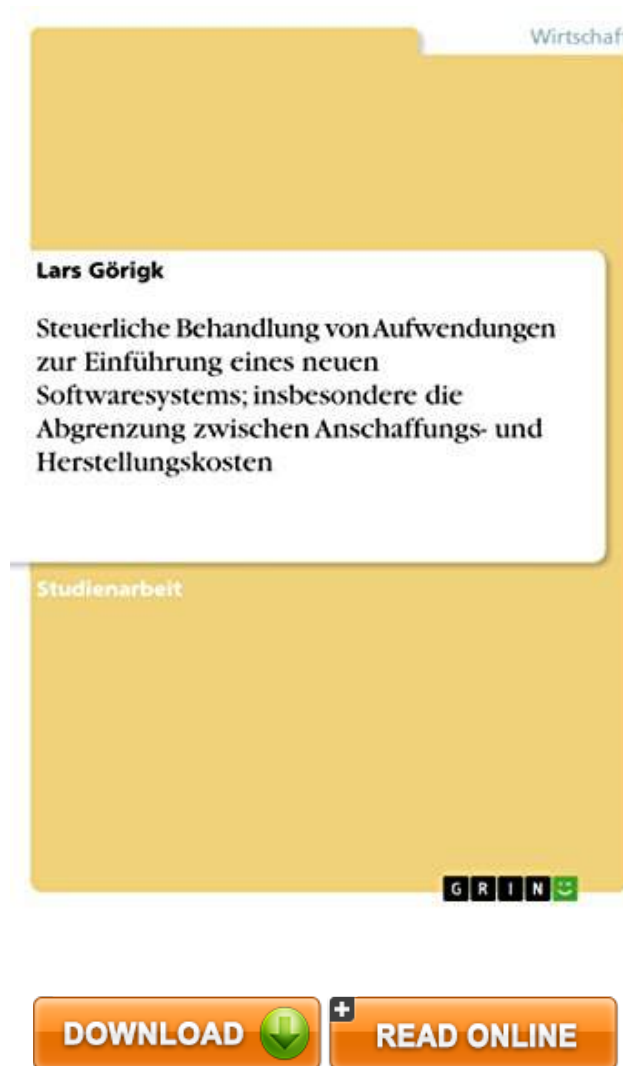 Wirtschaf
Lars Görigk
Steuerliche Behandlung von Aufwendungen
zur Einführung eines neuen
Softwaresystems; insbesondere die
Abgrenzung zwischen Anschaffungs- und
Herstellungskosten
Studienarbeit
GRIN
DOWNLOAD
READ ONLINE